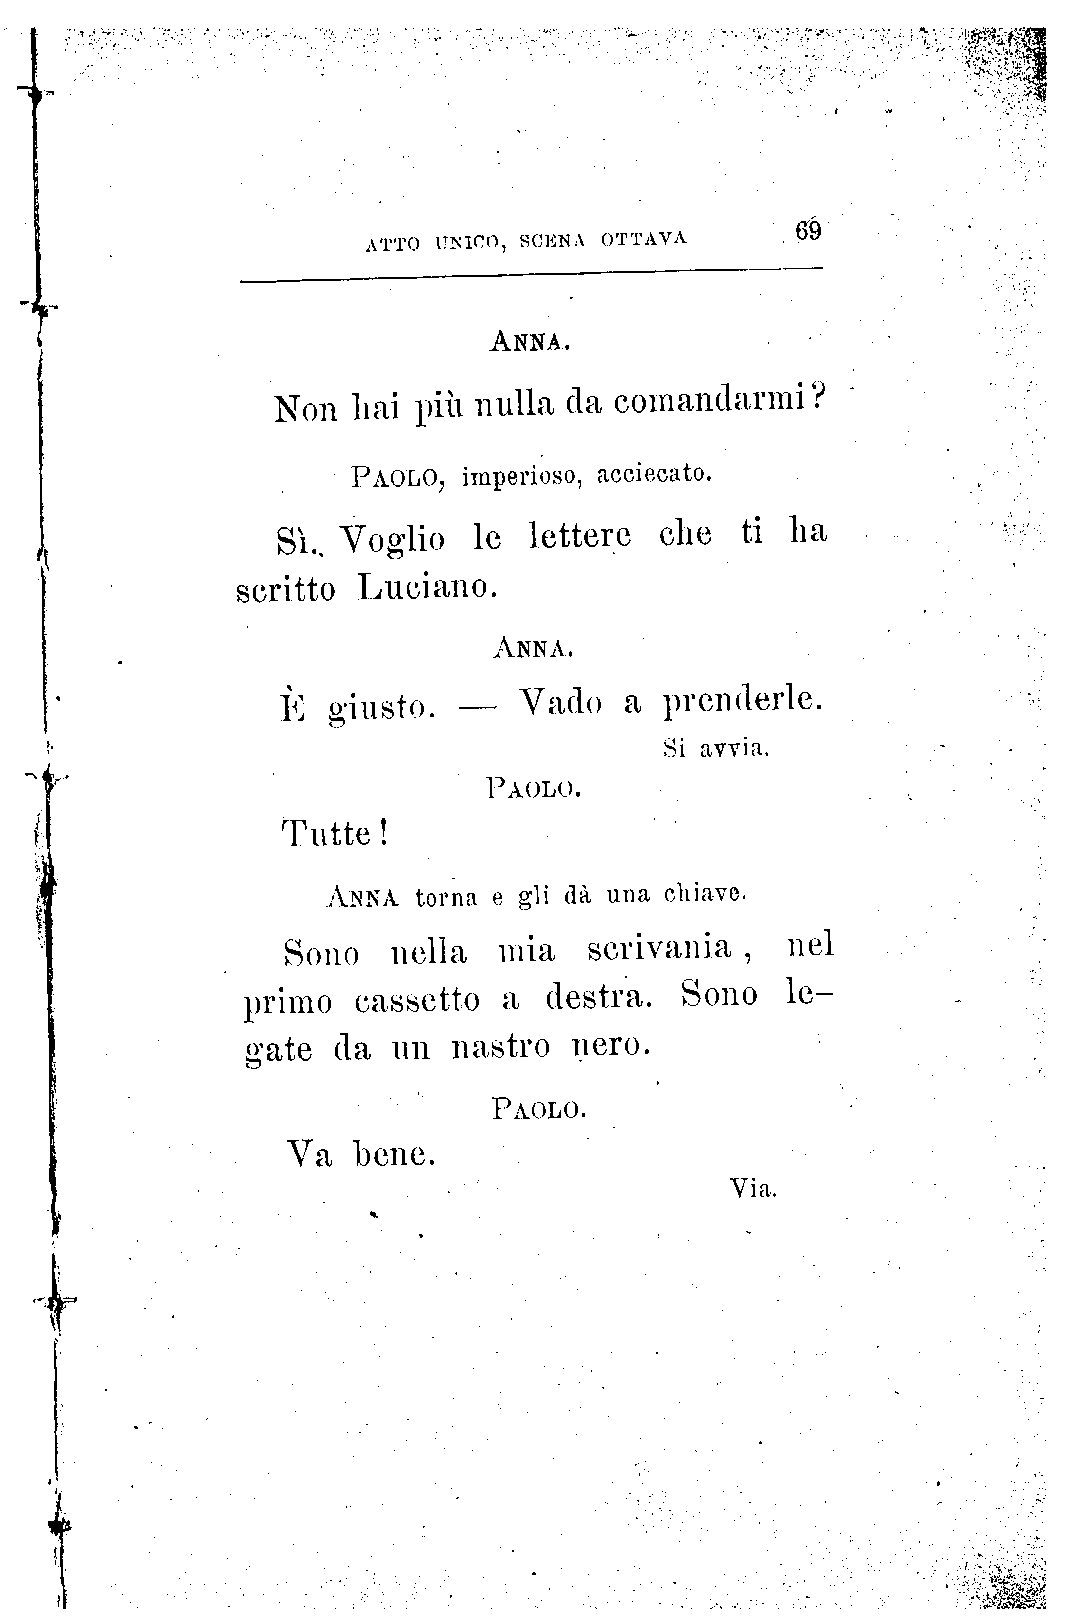 ATTO UNICO, SCENA OTTAVA 69
ANNA.
Non hai più nulla da comandarmi?
PAOLO, imperioso, acciecato.
Sì.. Voglio le lettere che ti ha
scritto Luciano.
ANNA.
È giusto. — Vado a prenderle.
Si avvia.
PAOLO.
Tutte!
ANNA torna e gli dà una chiave.
Sono nella mia scrivania, nel
primo cassetto a destra. Sono le-
gate da un nastro nero.
PAOLO.
Va bene.
Via.